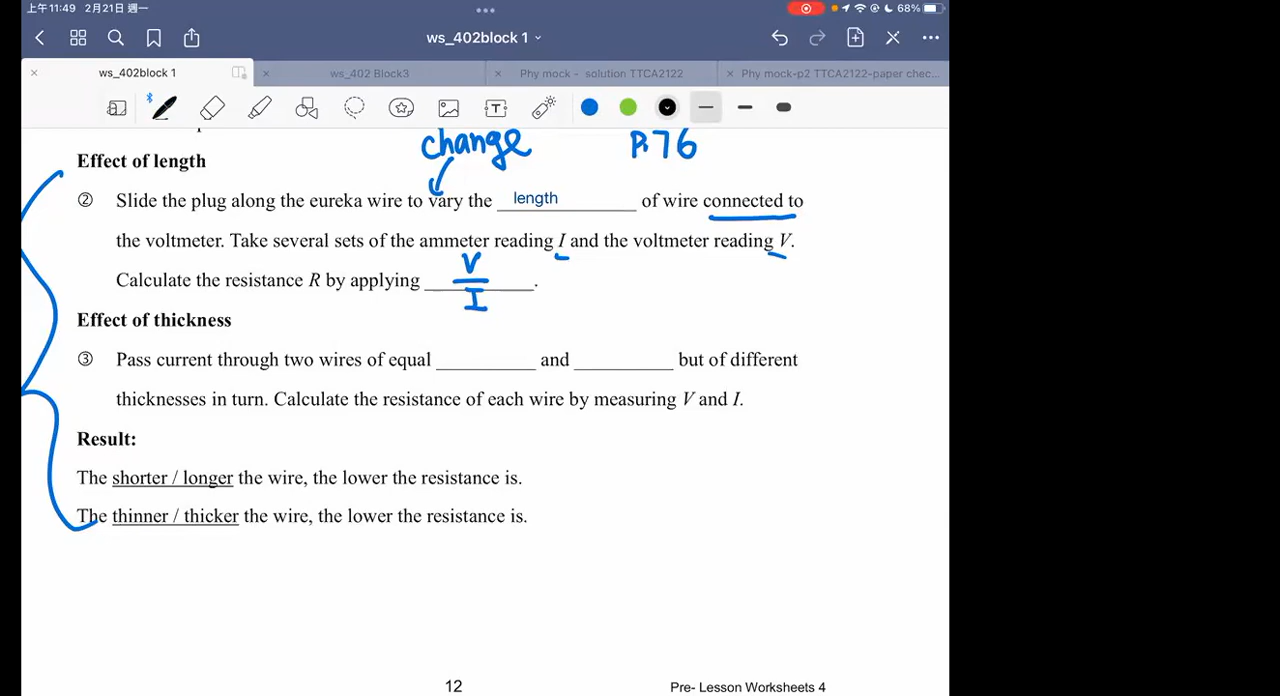 上午11:49 2月21日 週一
68%
ws_402block 1
ws_402block 1
ws_402 Block3
Phy mock - solution TTCA2122
Phy mock-p2 TTCA2122-paper chec...
change
P.76
Effect of length
② Slide the plug along the eureka wire to vary the length of wire connected to
the voltmeter. Take several sets of the ammeter reading I and the voltmeter reading V.
Calculate the resistance R by applying V/I.
Effect of thickness
③ Pass current through two wires of equal __________ and __________ but of different
thicknesses in turn. Calculate the resistance of each wire by measuring V and I.
Result:
The shorter / longer the wire, the lower the resistance is.
The thinner / thicker the wire, the lower the resistance is.
12
Pre- Lesson Worksheets 4